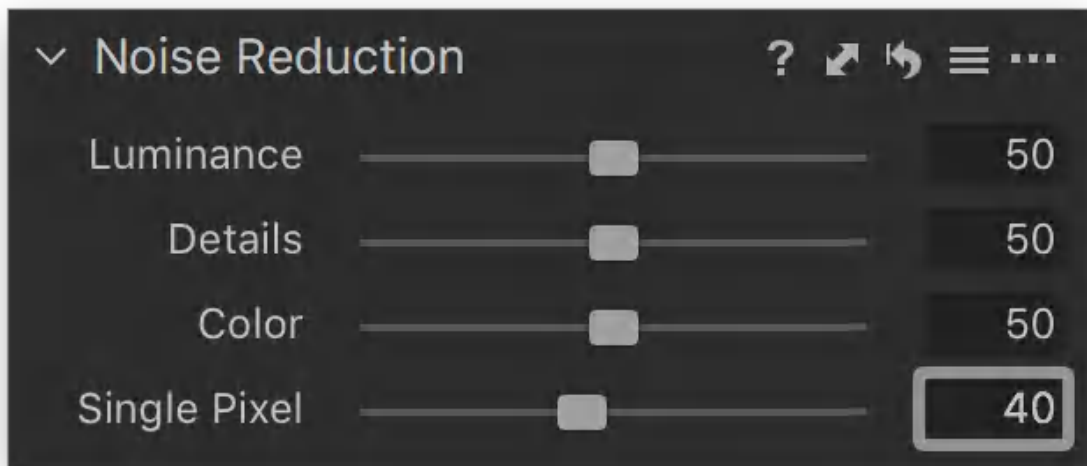 Noise Reduction ?
Luminance 50
Details 50
Color 50
Single Pixel 40